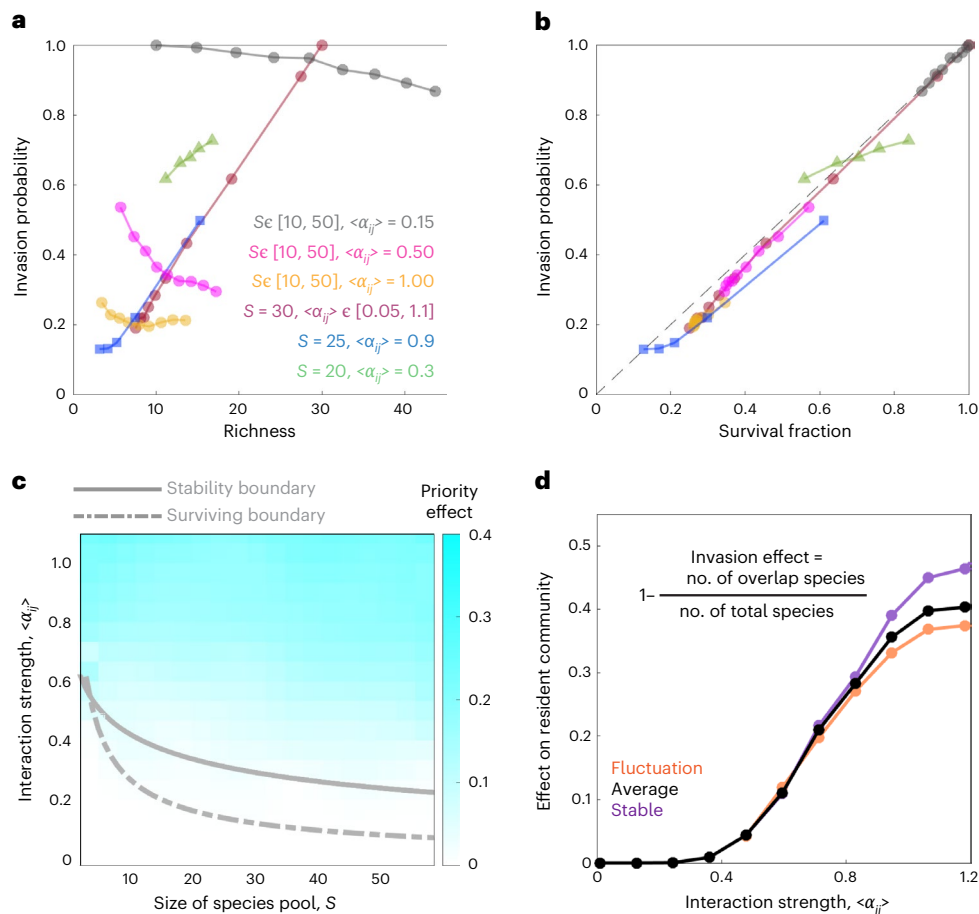 a
1.0
0.8
0.6
0.4
0.2
0
0
10
20
30
40
Invasion probability
Richness
Sϵ [10, 50], <αij> = 0.15
Sϵ [10, 50], <αij> = 0.50
Sϵ [10, 50], <αij> = 1.00
S = 30, <αij> ϵ [0.05, 1.1]
S = 25, <αij> = 0.9
S = 20, <αij> = 0.3
b
1.0
0.8
0.6
0.4
0.2
0
0
0.2
0.4
0.6
0.8
1.0
Invasion probability
Survival fraction
c
Stability boundary
Surviving boundary
Priority
effect
0.4
0.3
0.2
0.1
0
1.0
0.8
0.6
0.4
0.2
0
10
20
30
40
50
Interaction strength, <αij>
Size of species pool, S
d
0.5
0.4
0.3
0.2
0.1
0
0
0.4
0.8
1.2
Effect on resident community
Interaction strength, <αij>
Invasion effect =
no. of overlap species
1–
no. of total species
Fluctuation
Average
Stable